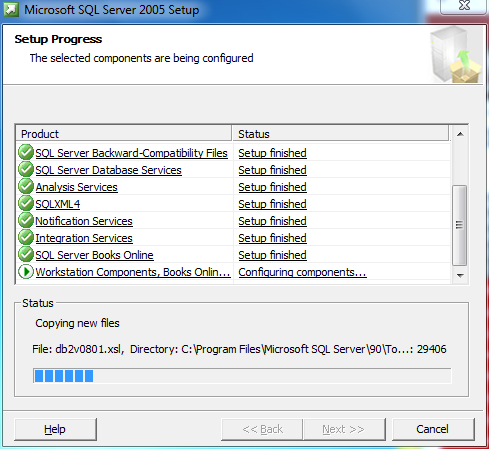 Microsoft SQL Server 2005 Setup
Setup Progress
The selected components are being configured
Product Status
SQL Server Backward-Compatibility Files Setup finished
SQL Server Database Services Setup finished
Analysis Services Setup finished
SQLXML4 Setup finished
Notification Services Setup finished
Integration Services Setup finished
SQL Server Books Online Setup finished
Workstation Components, Books Onlin... Configuring components...
Status
Copying new files
File: db2v0801.xsl, Directory: C:\Program Files\Microsoft SQL Server\90\To...: 29406
Help << Back Next >> Cancel